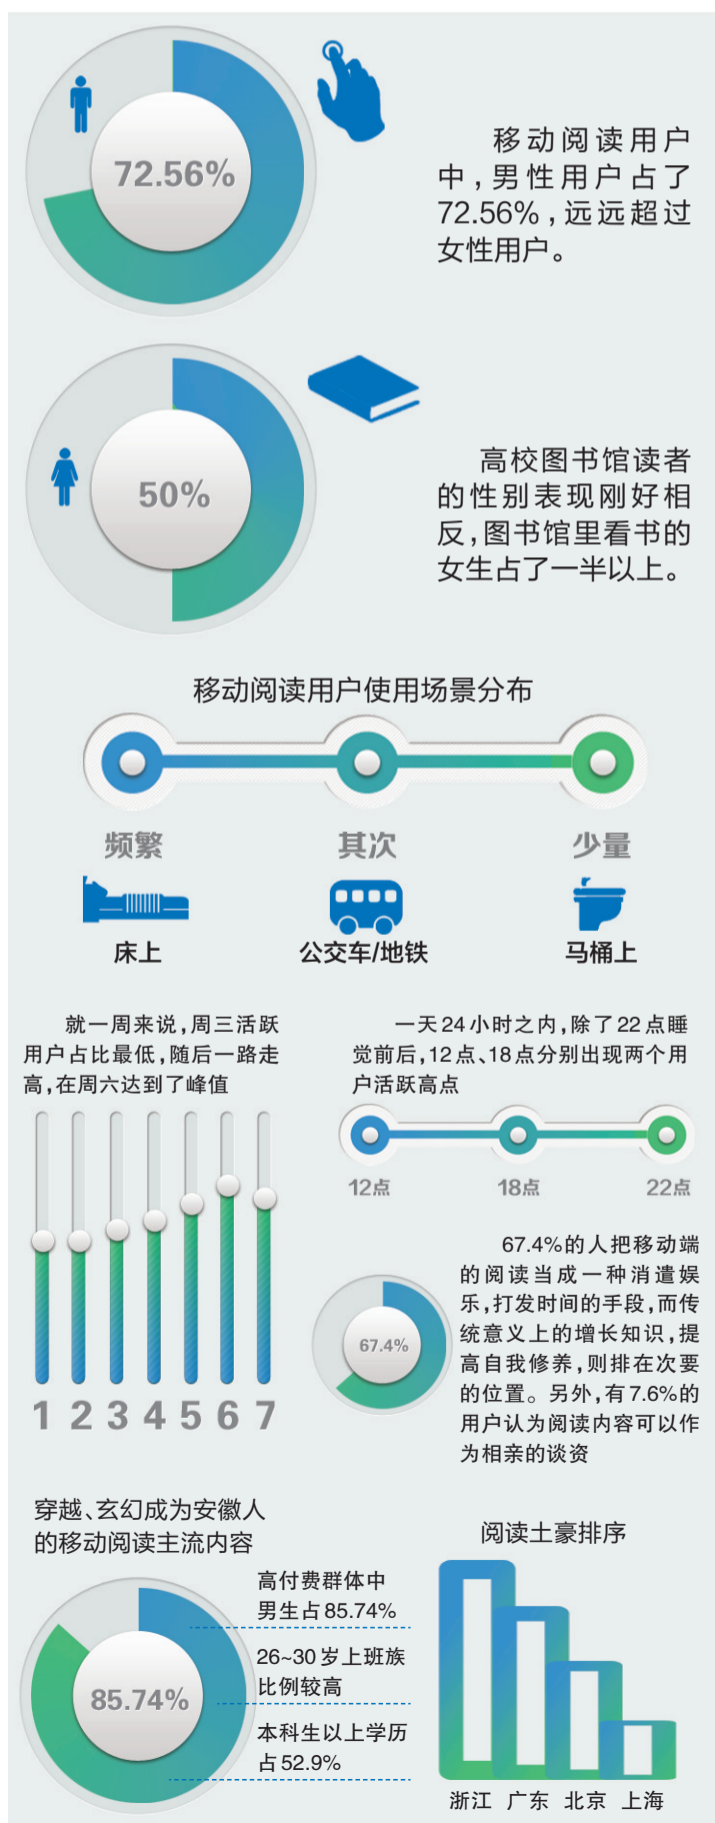 72.56%
移动阅读用户
中，男性用户占了
72.56%，远远超过
女性用户。
50%
高校图书馆读者
的性别表现刚好相
反，图书馆里看书的
女生占了一半以上。
移动阅读用户使用场景分布
频繁 其次 少量
床上 公交车/地铁 马桶上
就一周来说，周三活跃
用户占比最低，随后一路走
高，在周六达到了峰值
1 2 3 4 5 6 7
一天24小时之内，除了22点睡
觉前后，12点、18点分别出现两个用
户活跃高点
12点 18点 22点
67.4%
67.4%的人把移动端
的阅读当成一种消遣娱
乐，打发时间的手段，而传
统意义上的增长知识，提
高自我修养，则排在次要
的位置。另外，有7.6%的
用户认为阅读内容可以作
为相亲的谈资
穿越、玄幻成为安徽人
的移动阅读主流内容
85.74%
高付费群体中
男生占85.74%
26~30岁上班族
比例较高
本科生以上学历
占52.9%
阅读土豪排序
浙江 广东 北京 上海